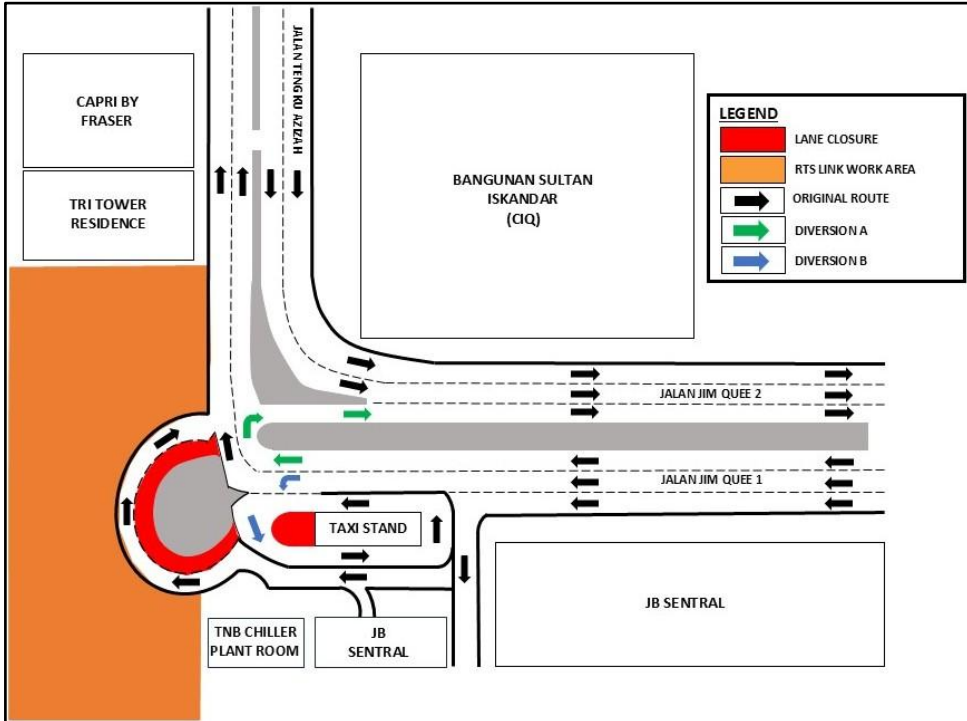 CAPRI BY
FRASER
TRI TOWER
RESIDENCE
JALAN TENGKU AZIZAH
BANGUNAN SULTAN
ISKANDAR
(CIQ)
LEGEND
LANE CLOSURE
RTS LINK WORK AREA
ORIGINAL ROUTE
DIVERSION A
DIVERSION B
JALAN JIM QUEE 2
JALAN JIM QUEE 1
TAXI STAND
TNB CHILLER
PLANT ROOM
JB
SENTRAL
JB SENTRAL